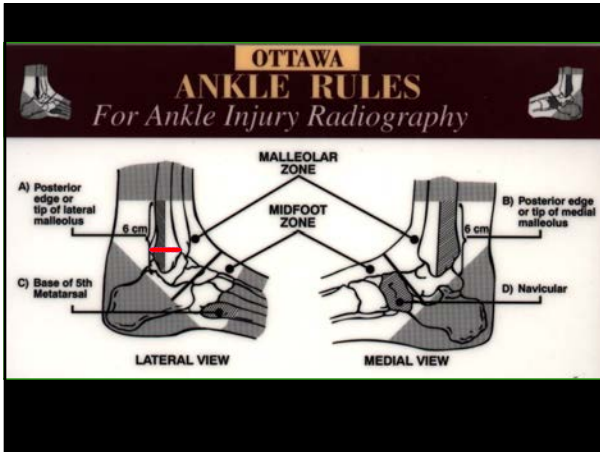 OTTAWA
ANKLE RULES
For Ankle Injury Radiography
MALLEOLAR
ZONE
A) Posterior
edge or
tip of lateral
malleolus
6 cm
MIDFOOT
ZONE
B) Posterior edge
or tip of medial
malleolus
6 cm
C) Base of 5th
Metatarsal
D) Navicular
LATERAL VIEW
MEDIAL VIEW